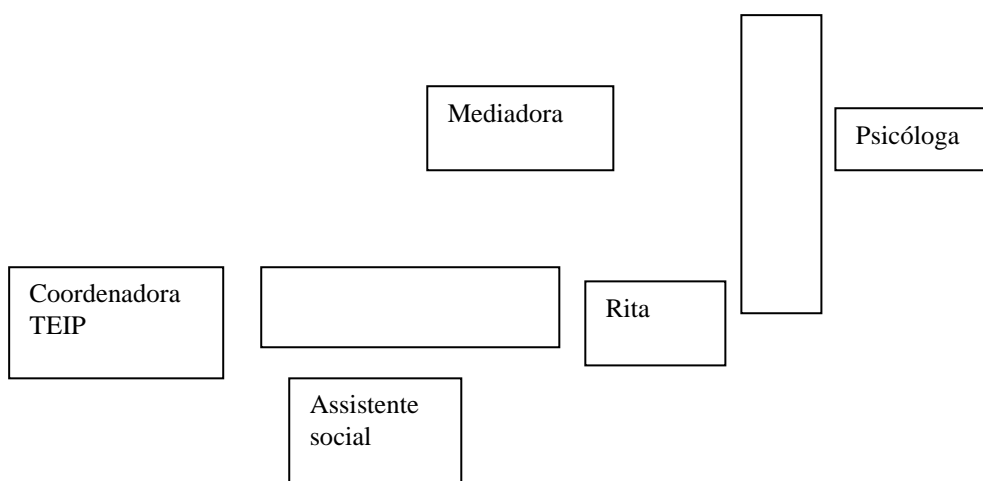 Mediadora
Psicóloga
Coordenadora
TEIP
Rita
Assistente
social